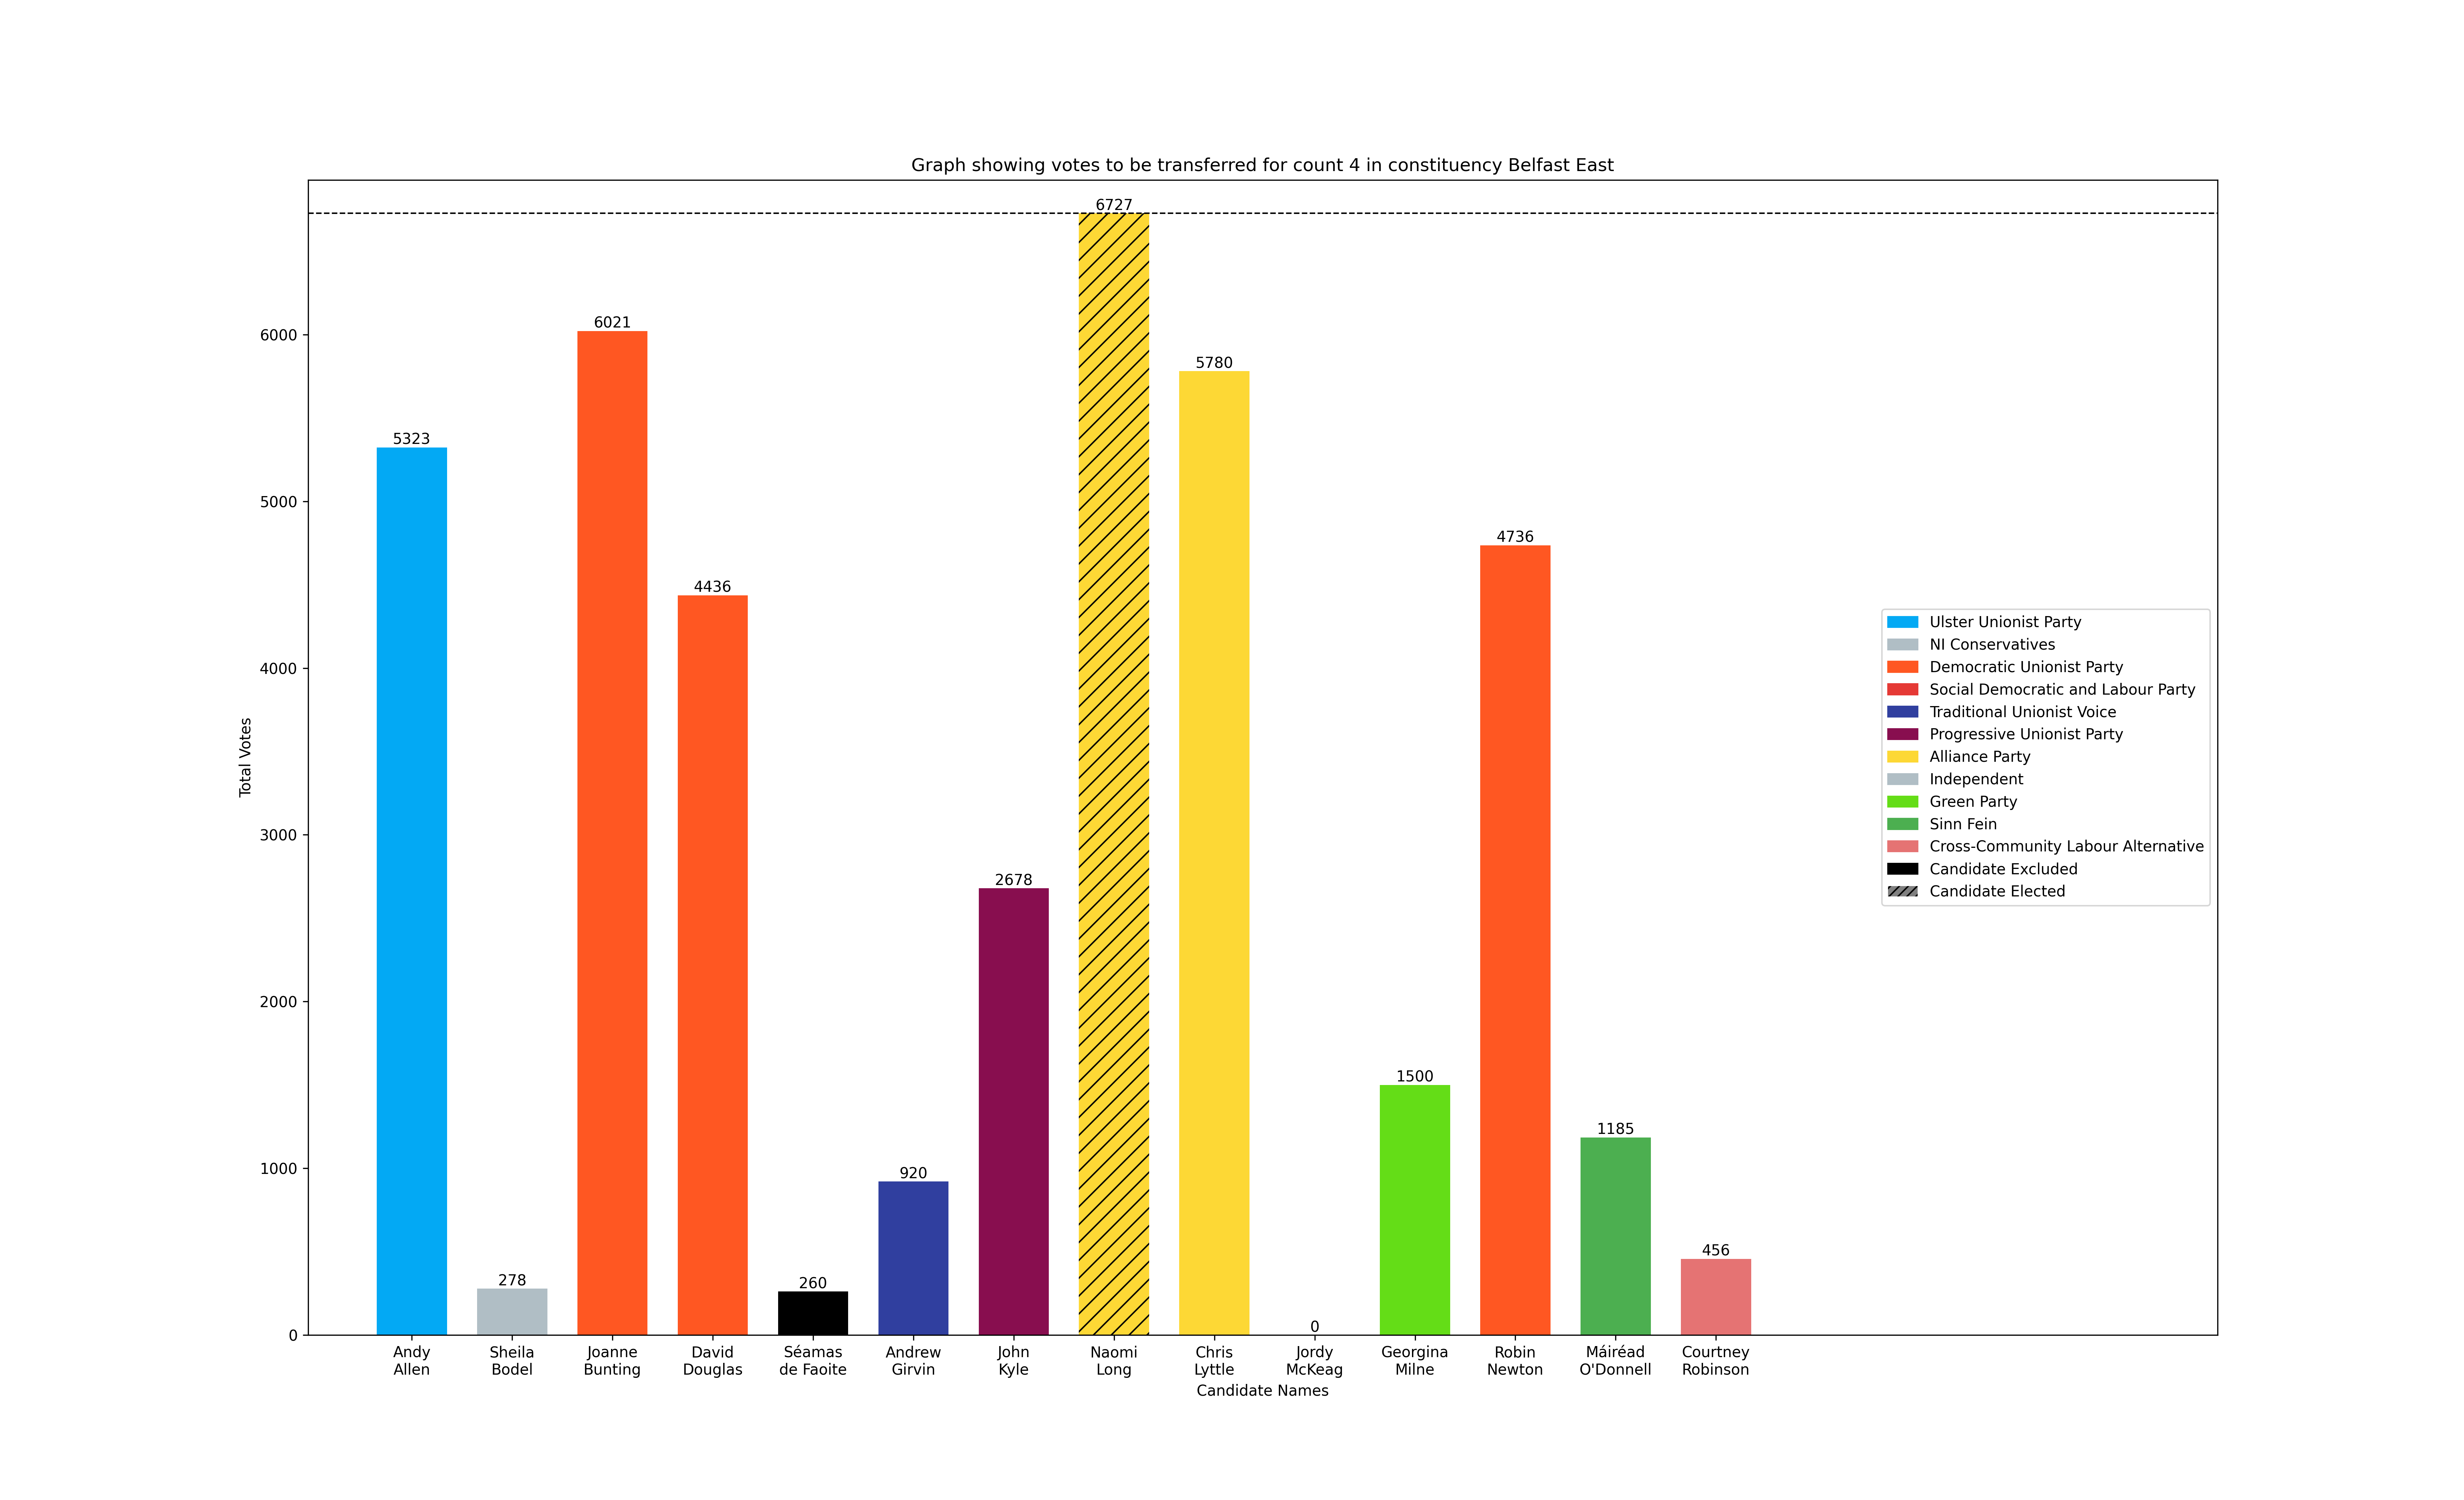 Graph showing votes to be transferred for count 4 in constituency Belfast East
6727
6021
5780
5323
4736
4436
2678
1500
1185
920
456
278
260
0
6000
5000
4000
3000
2000
1000
0
Total Votes
Ulster Unionist Party
NI Conservatives
Democratic Unionist Party
Social Democratic and Labour Party
Traditional Unionist Voice
Progressive Unionist Party
Alliance Party
Independent
Green Party
Sinn Fein
Cross-Community Labour Alternative
Candidate Excluded
Candidate Elected
Andy
Allen
Sheila
Bodel
Joanne
Bunting
David
Douglas
Séamas
de Faoite
Andrew
Girvin
John
Kyle
Naomi
Long
Chris
Lyttle
Jordy
McKeag
Georgina
Milne
Robin
Newton
Máiréad
O'Donnell
Courtney
Robinson
Candidate Names